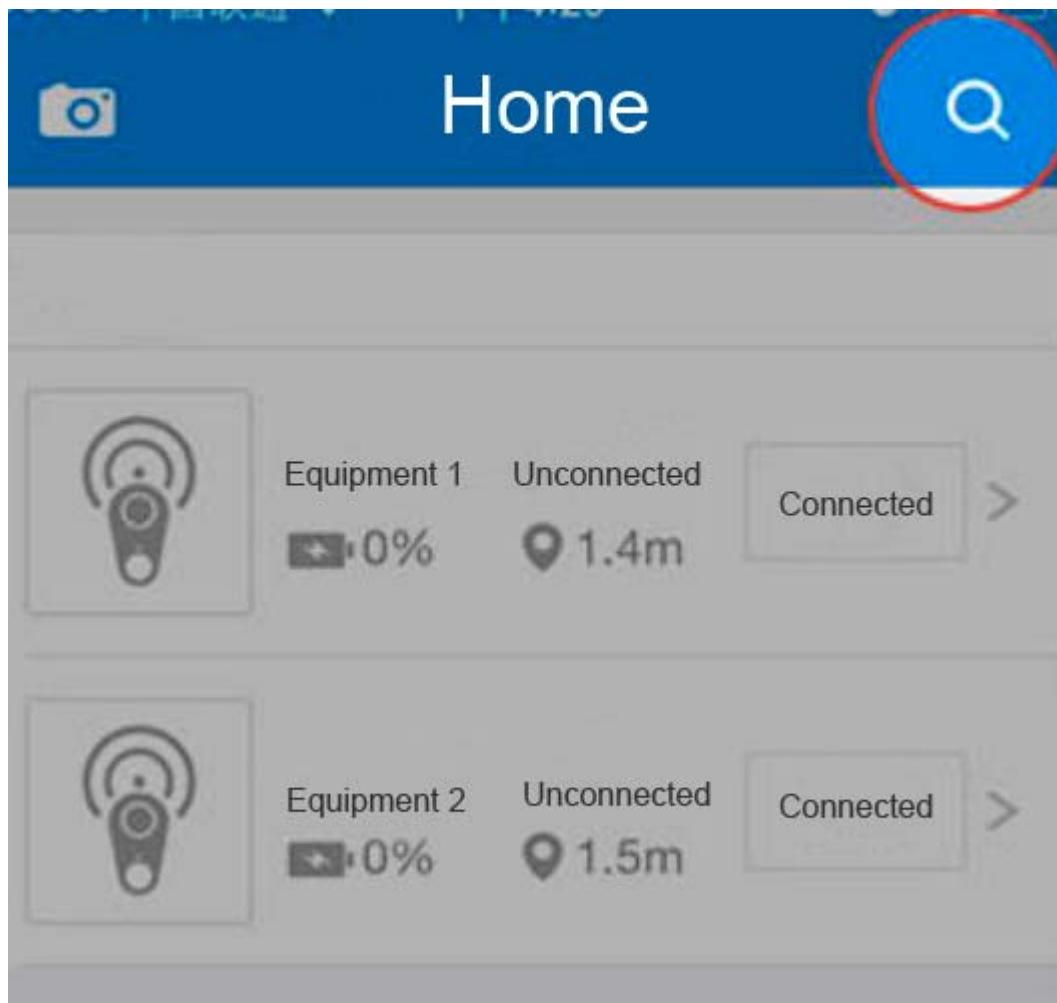 Home
Equipment 1 Unconnected
Connected
0% 1.4m
Equipment 2 Unconnected
Connected
0% 1.5m